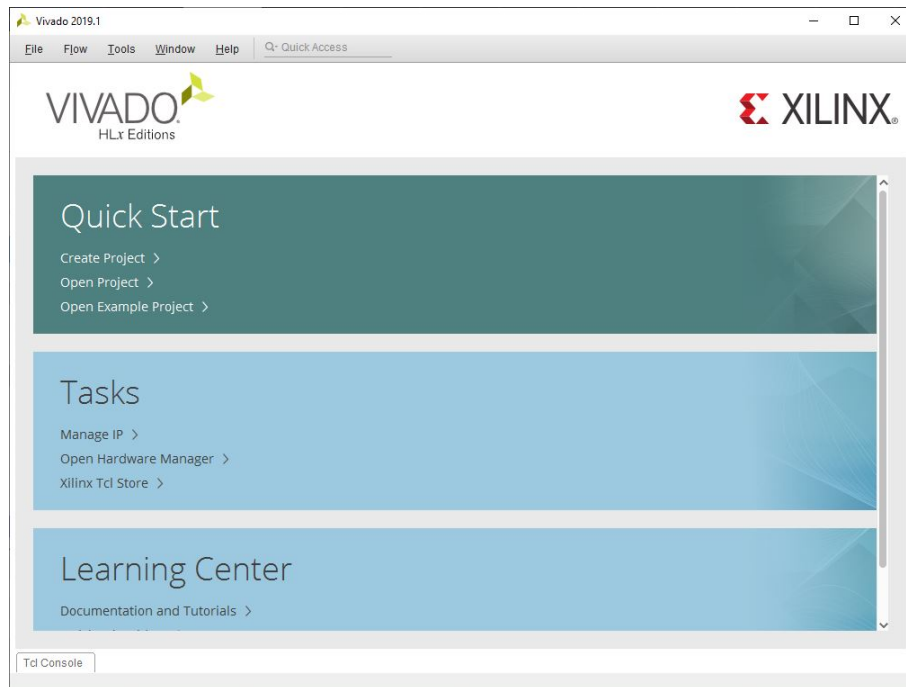 Vivado 2019.1
File Flow Tools Window Help Quick Access
VIVADO.
HLx Editions
XILINX®
Quick Start
Create Project >
Open Project >
Open Example Project >
Tasks
Manage IP >
Open Hardware Manager >
Xilinx Tcl Store >
Learning Center
Documentation and Tutorials >
Tcl Console